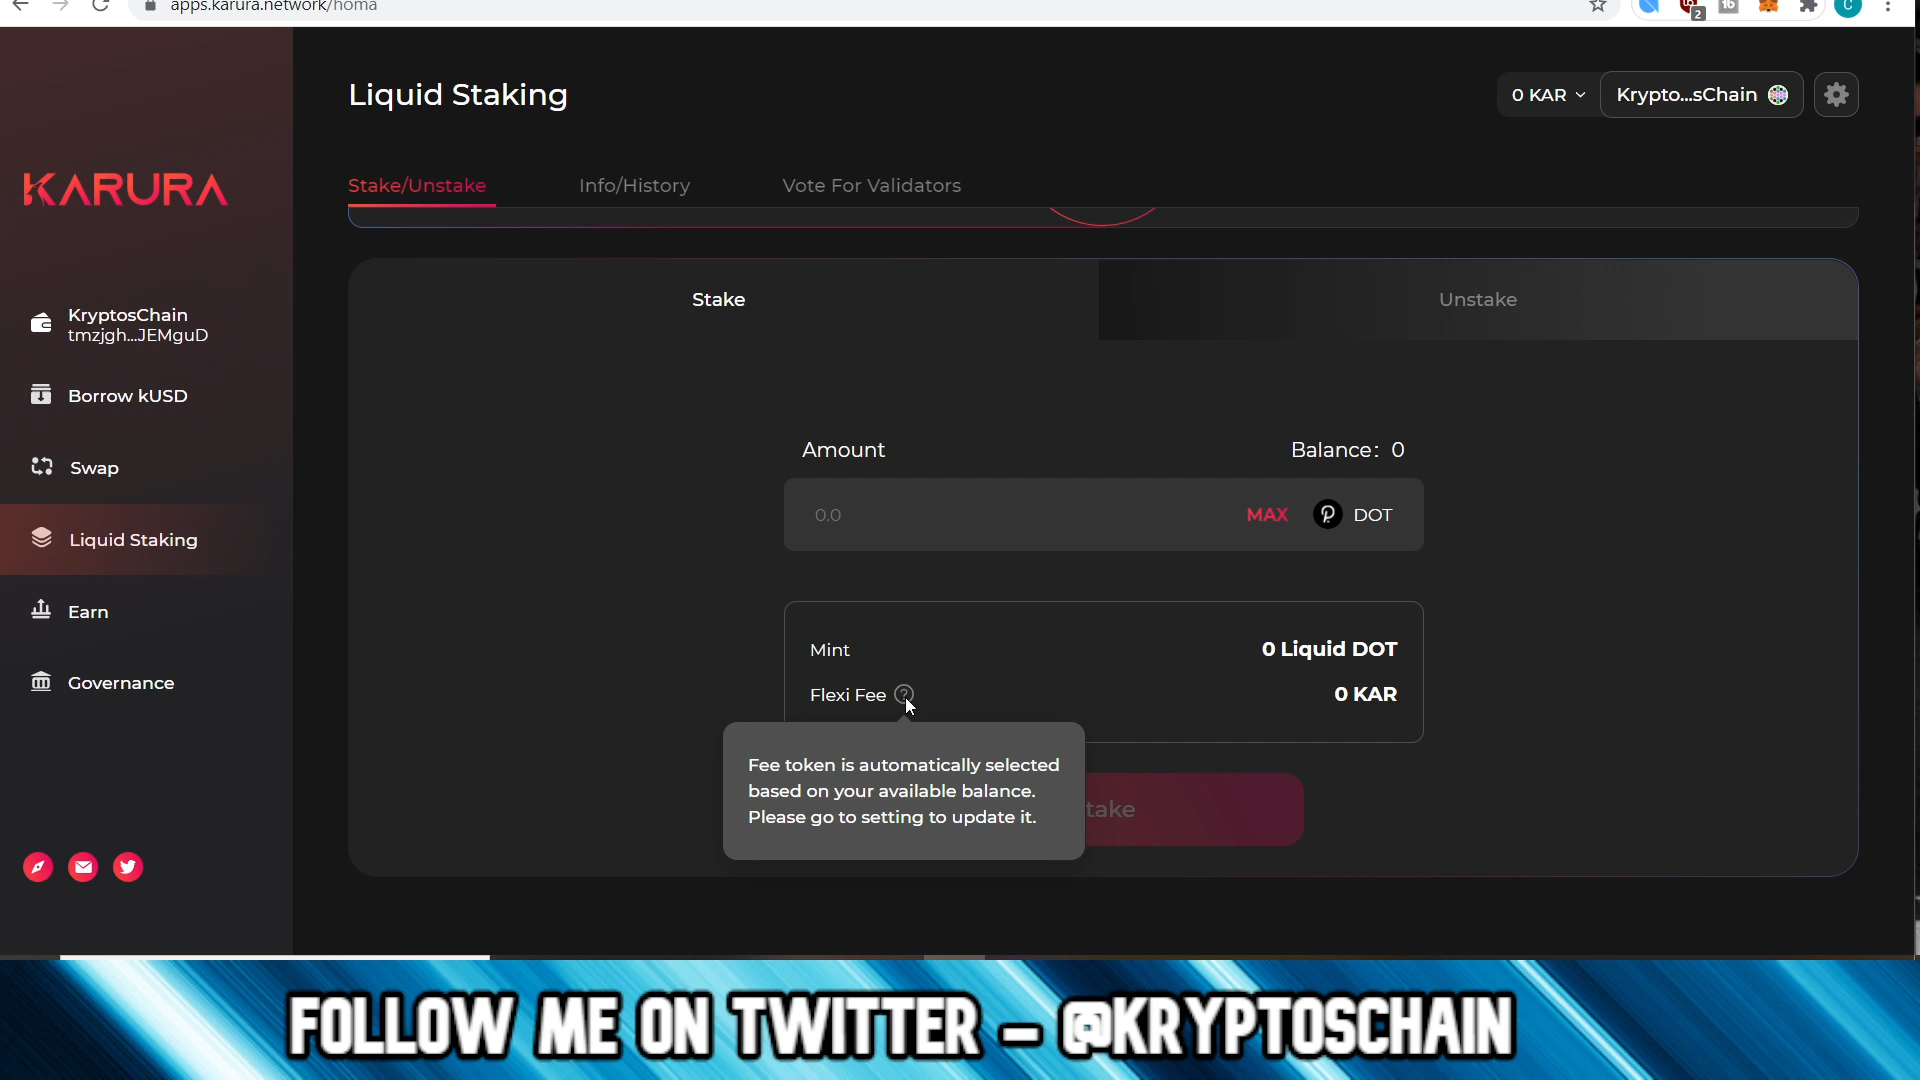 apps.karura.network/homa
2
C
Liquid Staking
0 KAR
Krypto...sChain
KARURA
Stake/Unstake
Info/History
Vote For Validators
KryptosChain
tmzjgh...JEMguD
Borrow kUSD
Swap
Liquid Staking
Earn
Governance
Stake
Unstake
Amount
Balance: 0
0.0
MAX
DOT
Mint
0 Liquid DOT
Flexi Fee
0 KAR
Fee token is automatically selected
based on your available balance.
Please go to setting to update it.
take
FOLLOW ME ON TWITTER - @KRYPTOSCHAIN